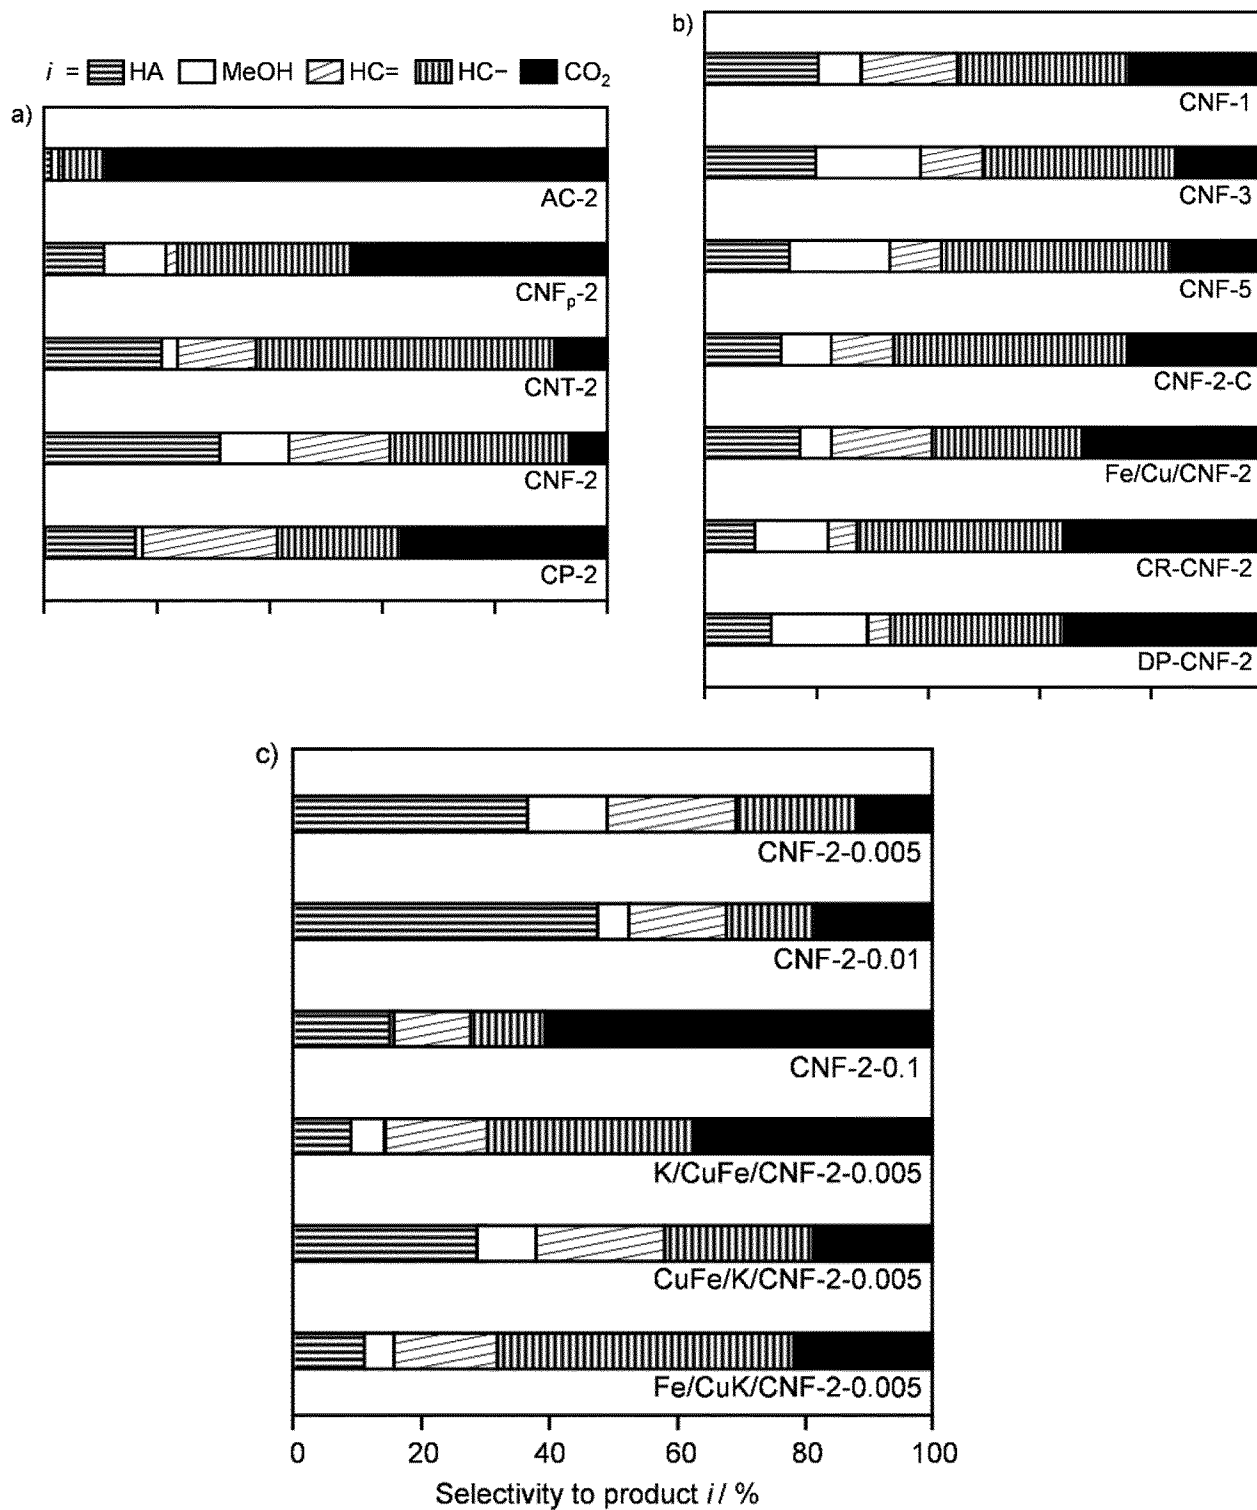 i = HA MeOH HC= HC− CO₂
a)
AC-2
CNFₚ-2
CNT-2
CNF-2
CP-2
b)
CNF-1
CNF-3
CNF-5
CNF-2-C
Fe/Cu/CNF-2
CR-CNF-2
DP-CNF-2
c)
CNF-2-0.005
CNF-2-0.01
CNF-2-0.1
K/CuFe/CNF-2-0.005
CuFe/K/CNF-2-0.005
Fe/CuK/CNF-2-0.005
0 20 40 60 80 100
Selectivity to product i / %